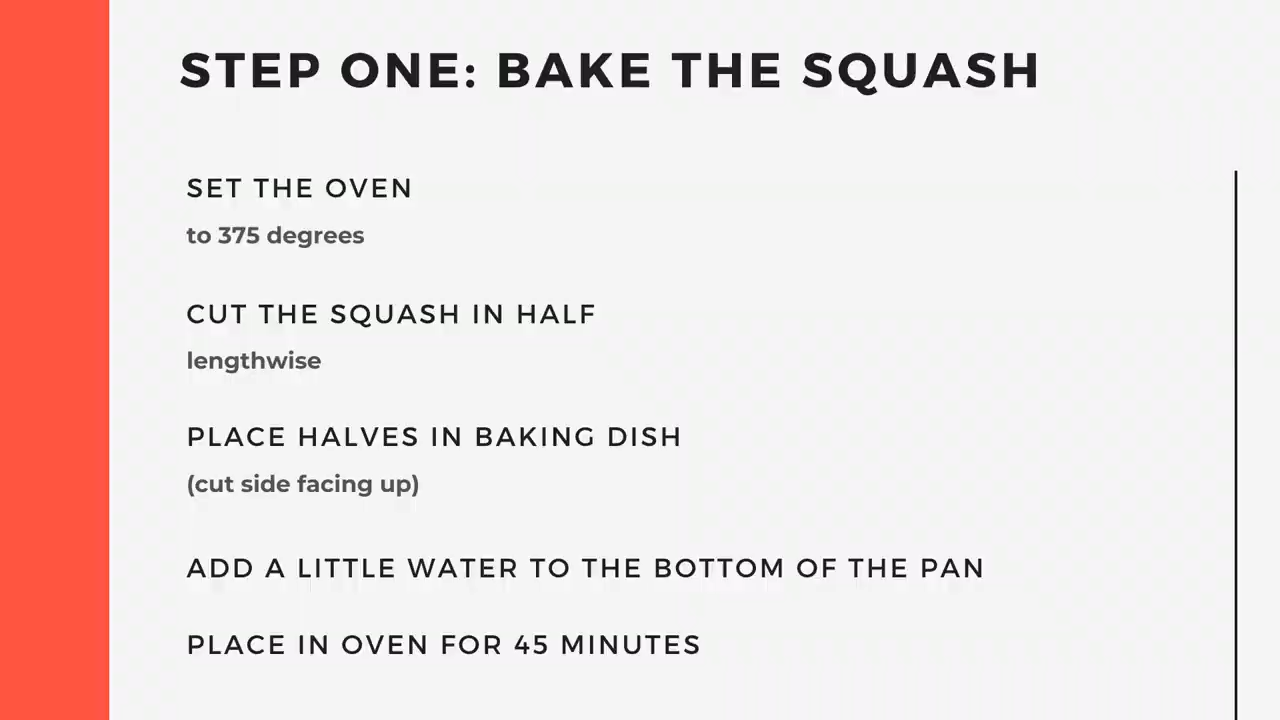 STEP ONE: BAKE THE SQUASH
SET THE OVEN
to 375 degrees
CUT THE SQUASH IN HALF
lengthwise
PLACE HALVES IN BAKING DISH
(cut side facing up)
ADD A LITTLE WATER TO THE BOTTOM OF THE PAN
PLACE IN OVEN FOR 45 MINUTES